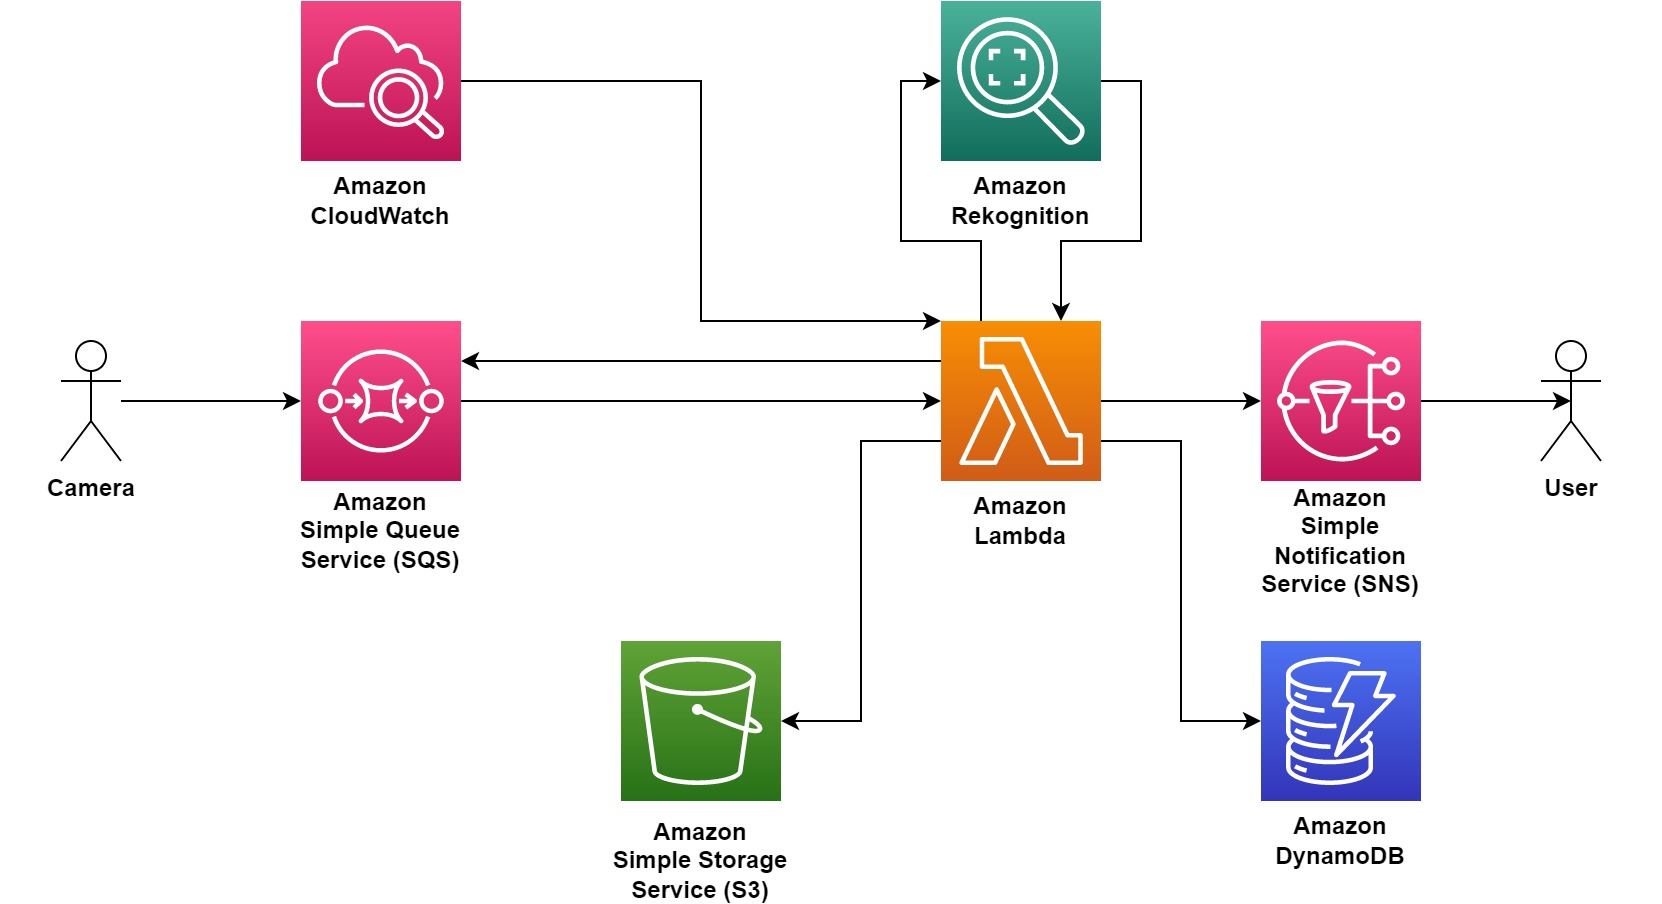 Amazon
CloudWatch
Amazon
Rekognition
Camera
Amazon
Simple Queue
Service (SQS)
Amazon
Lambda
Amazon
Simple
Notification
Service (SNS)
User
Amazon
Simple Storage
Service (S3)
Amazon
DynamoDB